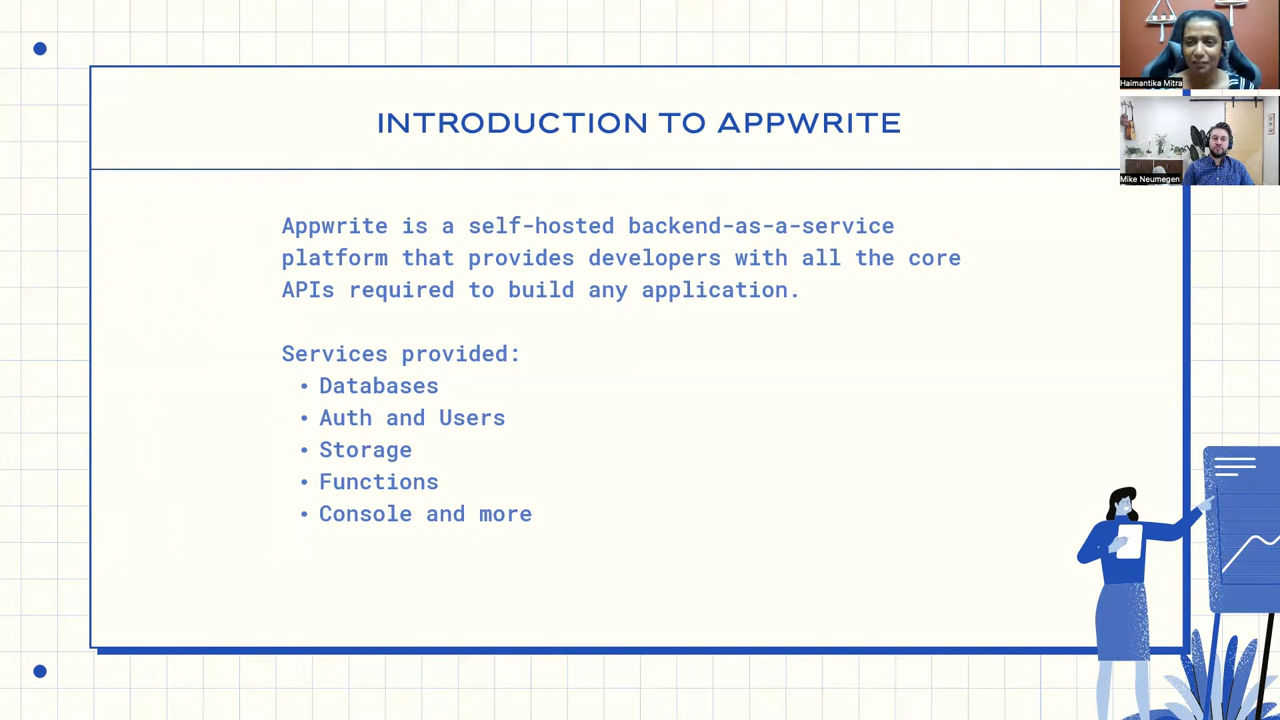 INTRODUCTION TO APPWRITE
Appwrite is a self-hosted backend-as-a-service
platform that provides developers with all the core
APIs required to build any application.
Services provided:
• Databases
• Auth and Users
• Storage
• Functions
• Console and more
Haimantika Mitra
Mike Neumegen